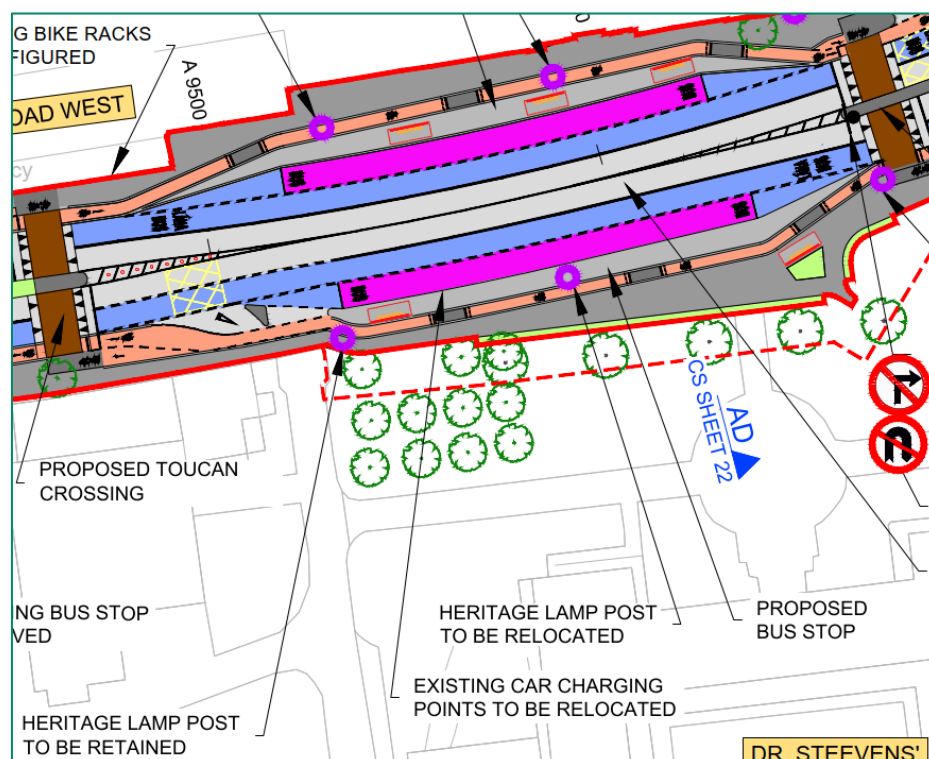 G BIKE RACKS
FIGURED
A 9500
OAD WEST
cy
0
PROPOSED TOUCAN
CROSSING
AD
CS SHEET 22
NG BUS STOP
VED
HERITAGE LAMP POST
TO BE RELOCATED
PROPOSED
BUS STOP
EXISTING CAR CHARGING
POINTS TO BE RELOCATED
HERITAGE LAMP POST
TO BE RETAINED
DR. STEEVENS'